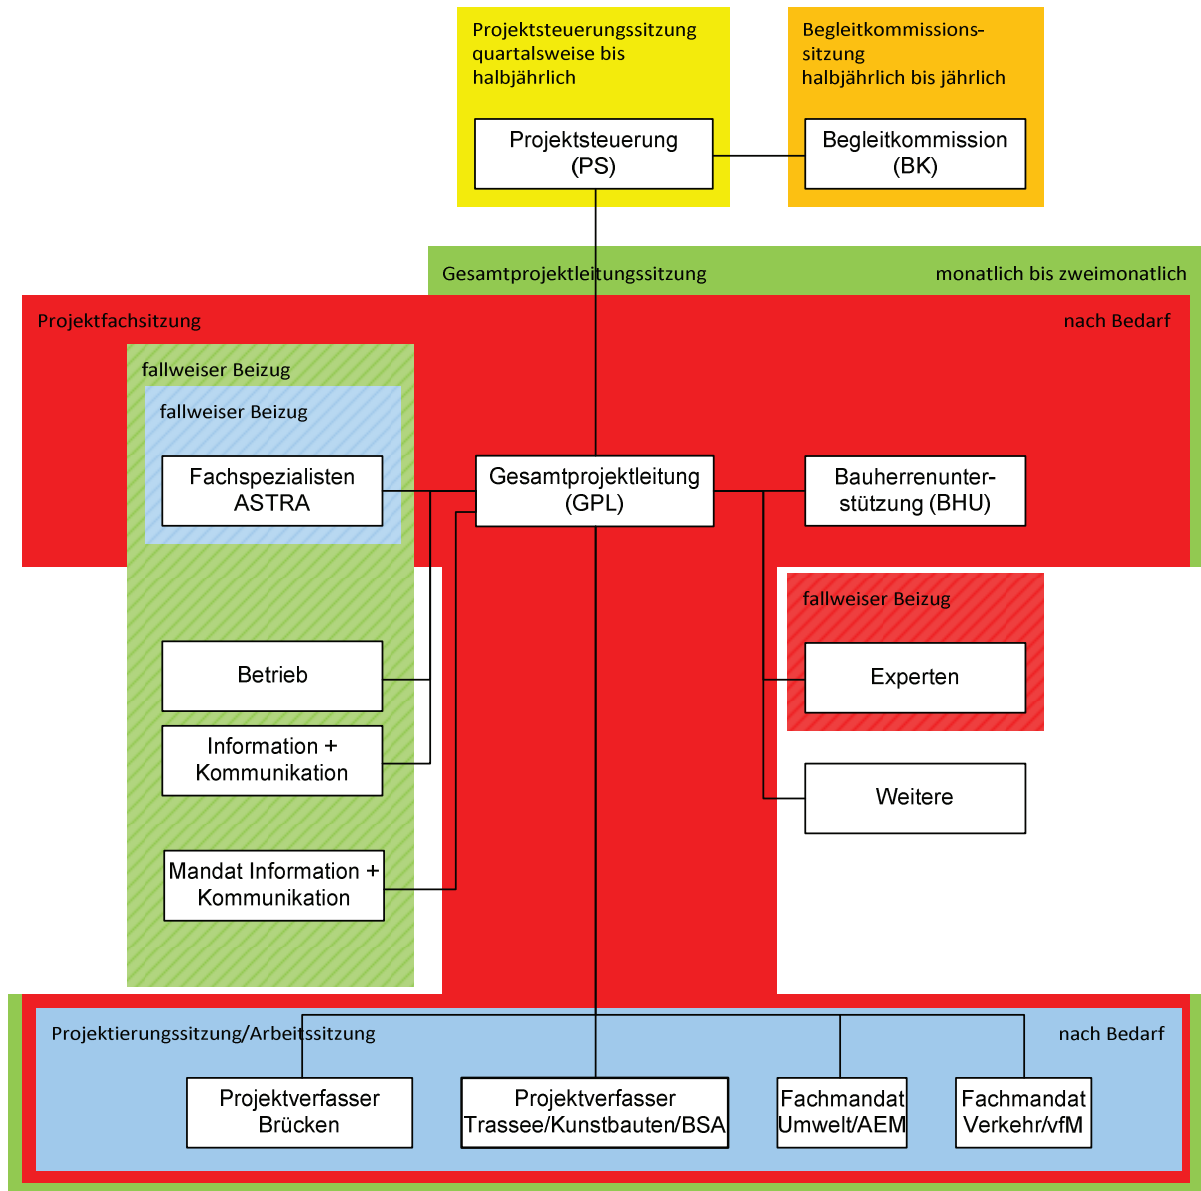 Projektsteuerungssitzung
quartalsweise bis
halbjährlich
Begleitkommissions-
sitzung
halbjährlich bis jährlich
Projektsteuerung
(PS)
Begleitkommission
(BK)
Gesamtprojektleitungssitzung
monatlich bis zweimonatlich
Projektfachsitzung
nach Bedarf
fallweiser Beizug
fallweiser Beizug
Fachspezialisten
ASTRA
Gesamtprojektleitung
(GPL)
Bauherrenunter-
stützung (BHU)
fallweiser Beizug
Betrieb
Experten
Information +
Kommunikation
Weitere
Mandat Information +
Kommunikation
Projektierungssitzung/Arbeitssitzung
nach Bedarf
Projektverfasser
Brücken
Projektverfasser
Trassee/Kunstbauten/BSA
Fachmandat
Umwelt/AEM
Fachmandat
Verkehr/vfM